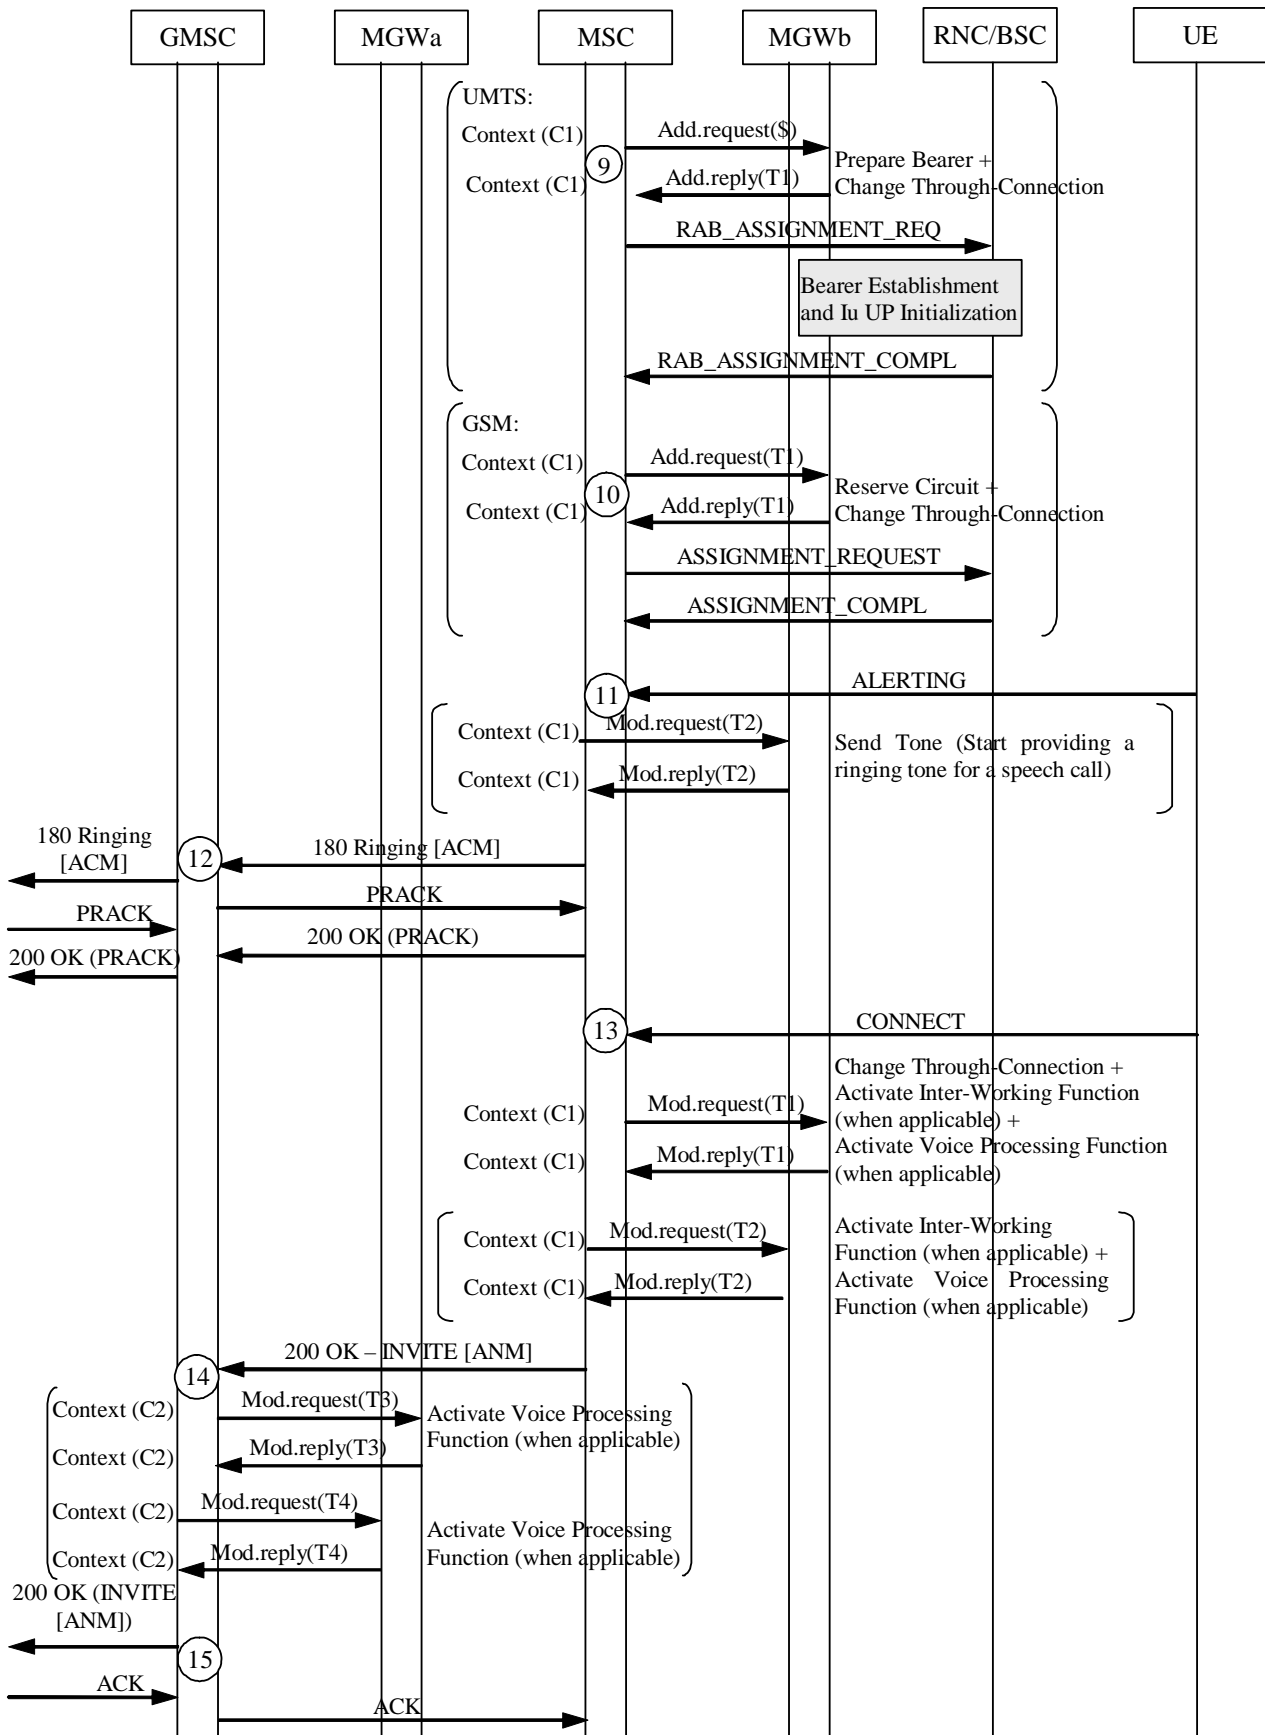 GMSC
MGWa
MSC
MGWb
RNC/BSC
UE
UMTS:
Context (C1)
Add.request($)
9
Prepare Bearer +
Context (C1)
Add.reply(T1)
Change Through-Connection
RAB_ASSIGNMENT_REQ
Bearer Establishment
and Iu UP Initialization
RAB_ASSIGNMENT_COMPL
GSM:
Context (C1)
Add.request(T1)
10
Reserve Circuit +
Context (C1)
Add.reply(T1)
Change Through-Connection
ASSIGNMENT_REQUEST
ASSIGNMENT_COMPL
11
ALERTING
Context (C1)
Mod.request(T2)
Send Tone (Start providing a
ringing tone for a speech call)
Context (C1)
Mod.reply(T2)
180 Ringing
[ACM]
12
180 Ringing [ACM]
PRACK
PRACK
200 OK (PRACK)
200 OK (PRACK)
13
CONNECT
Change Through-Connection +
Activate Inter-Working Function
(when applicable) +
Activate Voice Processing Function
(when applicable)
Context (C1)
Mod.request(T1)
Context (C1)
Mod.reply(T1)
Context (C1)
Mod.request(T2)
Activate Inter-Working
Function (when applicable) +
Activate Voice Processing
Function (when applicable)
Context (C1)
Mod.reply(T2)
200 OK – INVITE [ANM]
14
Context (C2)
Mod.request(T3)
Activate Voice Processing
Function (when applicable)
Context (C2)
Mod.reply(T3)
Context (C2)
Mod.request(T4)
Activate Voice Processing
Function (when applicable)
Context (C2)
Mod.reply(T4)
200 OK (INVITE
[ANM])
15
ACK
ACK